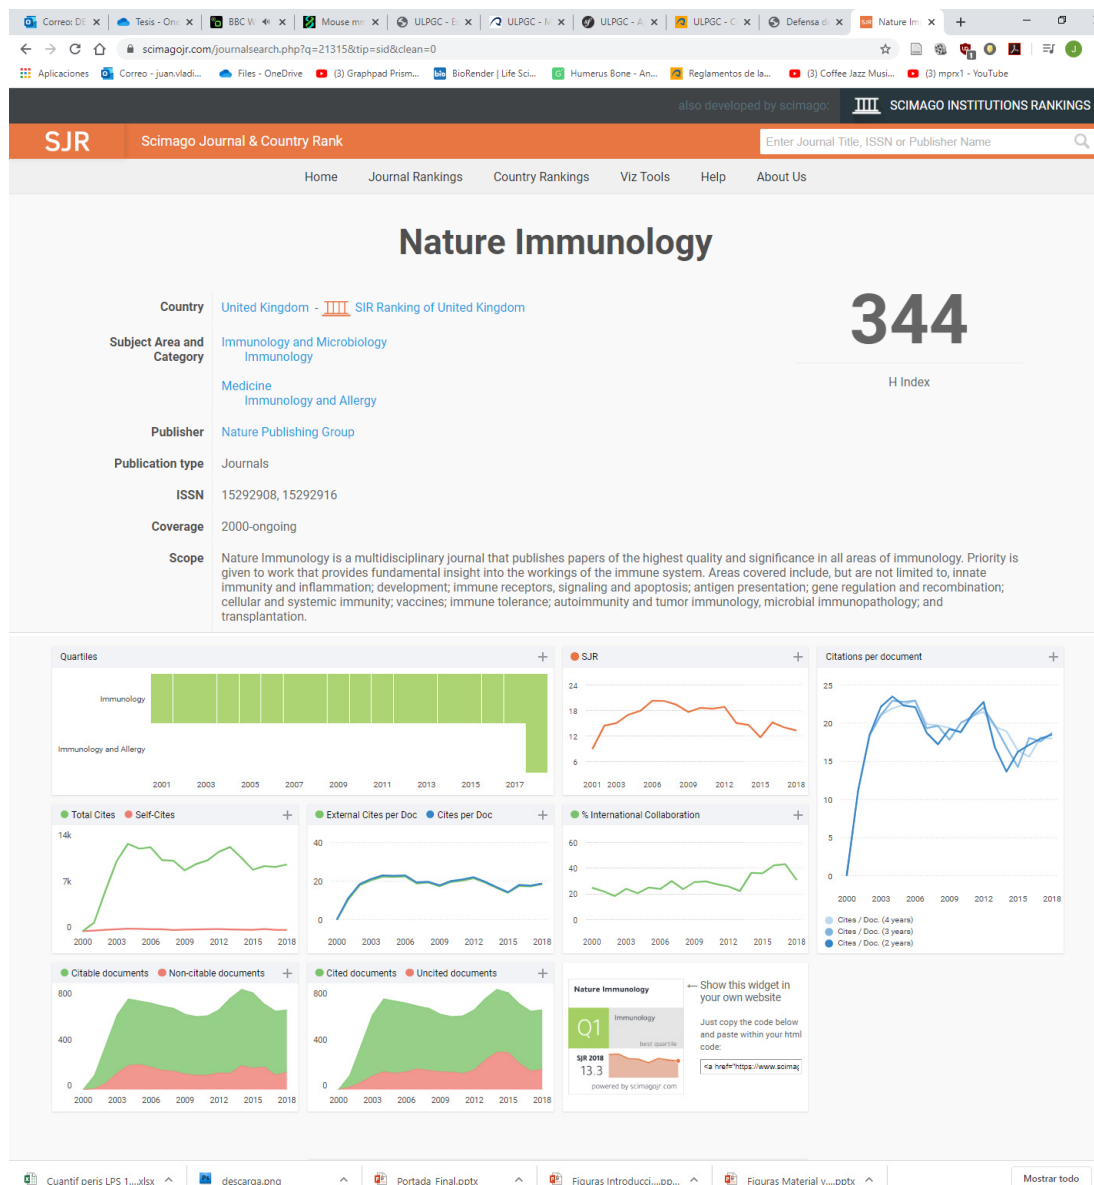 Correo: DE
Tesis - One
BBC W
Mouse m
ULPGC - E
ULPGC - M
ULPGC - A
ULPGC - C
Defensa d
Nature Im
scimagojr.com/journalsearch.php?q=21315&tip=sid&clean=0
Aplicaciones
Correo - juan.vladi...
Files - OneDrive
(3) Graphpad Prism...
BioRender | Life Sci...
Humerus Bone - An...
Reglamentos de la...
(3) Coffee Jazz Musi...
(3) mprx1 - YouTube
also developed by scimago:
SCIMAGO INSTITUTIONS RANKINGS
SJR
Scimago Journal & Country Rank
Enter Journal Title, ISSN or Publisher Name
Home Journal Rankings Country Rankings Viz Tools Help About Us
Nature Immunology
Country United Kingdom - SIR Ranking of United Kingdom
344
H Index
Subject Area and Category
Immunology and Microbiology
Immunology
Medicine
Immunology and Allergy
Publisher Nature Publishing Group
Publication type Journals
ISSN 15292908, 15292916
Coverage 2000-ongoing
Scope Nature Immunology is a multidisciplinary journal that publishes papers of the highest quality and significance in all areas of immunology. Priority is
given to work that provides fundamental insight into the workings of the immune system. Areas covered include, but are not limited to, innate
immunity and inflammation; development; immune receptors, signaling and apoptosis; antigen presentation; gene regulation and recombination;
cellular and systemic immunity; vaccines; immune tolerance; autoimmunity and tumor immunology, microbial immunopathology; and
transplantation.
Quartiles
Immunology
Immunology and Allergy
2001 2003 2005 2007 2009 2011 2013 2015 2017
SJR
24
18
12
6
2001 2003 2006 2009 2012 2015 2018
Citations per document
25
20
15
10
5
0
2000 2003 2006 2009 2012 2015 2018
Cites / Doc. (4 years)
Cites / Doc. (3 years)
Cites / Doc. (2 years)
Total Cites Self-Cites
14k
7k
0
2000 2003 2006 2009 2012 2015 2018
External Cites per Doc Cites per Doc
40
20
0
2000 2003 2006 2009 2012 2015 2018
% International Collaboration
60
40
20
0
2000 2003 2006 2009 2012 2015 2018
Citable documents Non-citable documents
800
400
0
2000 2003 2006 2009 2012 2015 2018
Cited documents Uncited documents
800
400
0
2000 2003 2006 2009 2012 2015 2018
Nature Immunology
Q1
Immunology
best quartile
SJR 2018
13.3
powered by scimagojr.com
← Show this widget in
your own website
Just copy the code below
and paste within your html
code:
<a href="https://www.scimag
Cuantif peris LPS 1....xlsx
descarga.png
Portada Final.pptx
Figuras Introducci....pp...
Figuras Material y....pptx
Mostrar todo